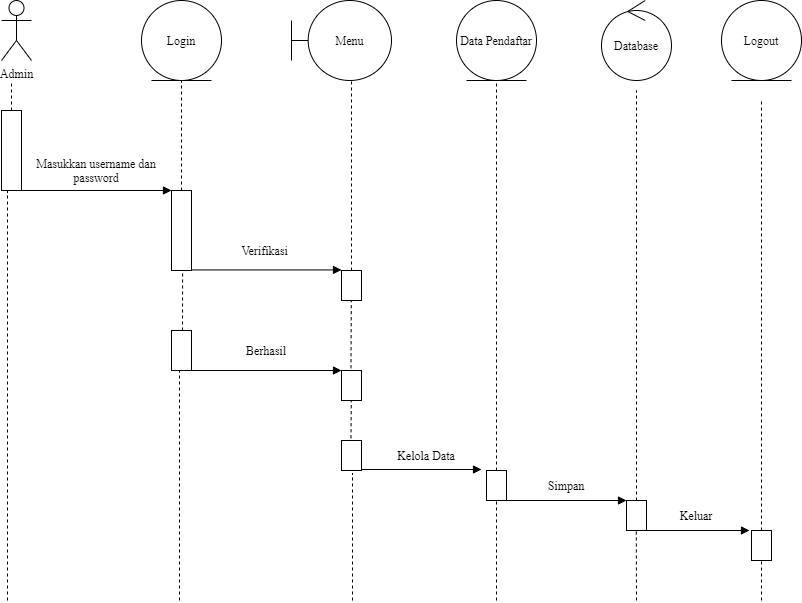 Admin
Login
Menu
Data Pendaftar
Database
Logout
Masukkan username dan
password
Verifikasi
Berhasil
Kelola Data
Simpan
Keluar